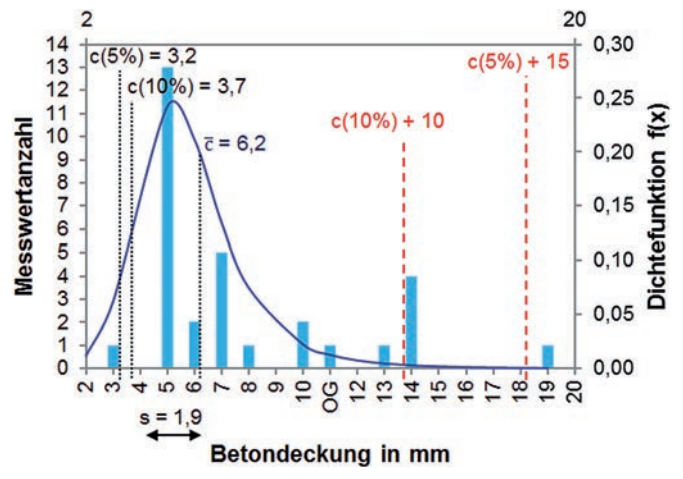 2 20
14 0,30
c(5%) = 3,2 c(5%) + 15
13
c(10%) = 3,7
12 0,25
11
c(10%) + 10
10 c̅ = 6,2 0,20
9
8
7 0,15
6
5 0,10
4
3
2 0,05
1
0 0,00
Messwertanzahl
Dichtefunktion f(x)
2 3 4 5 6 7 8 9 10 OG 12 13 14 15 16 17 18 19 20
s = 1,9
Betondeckung in mm